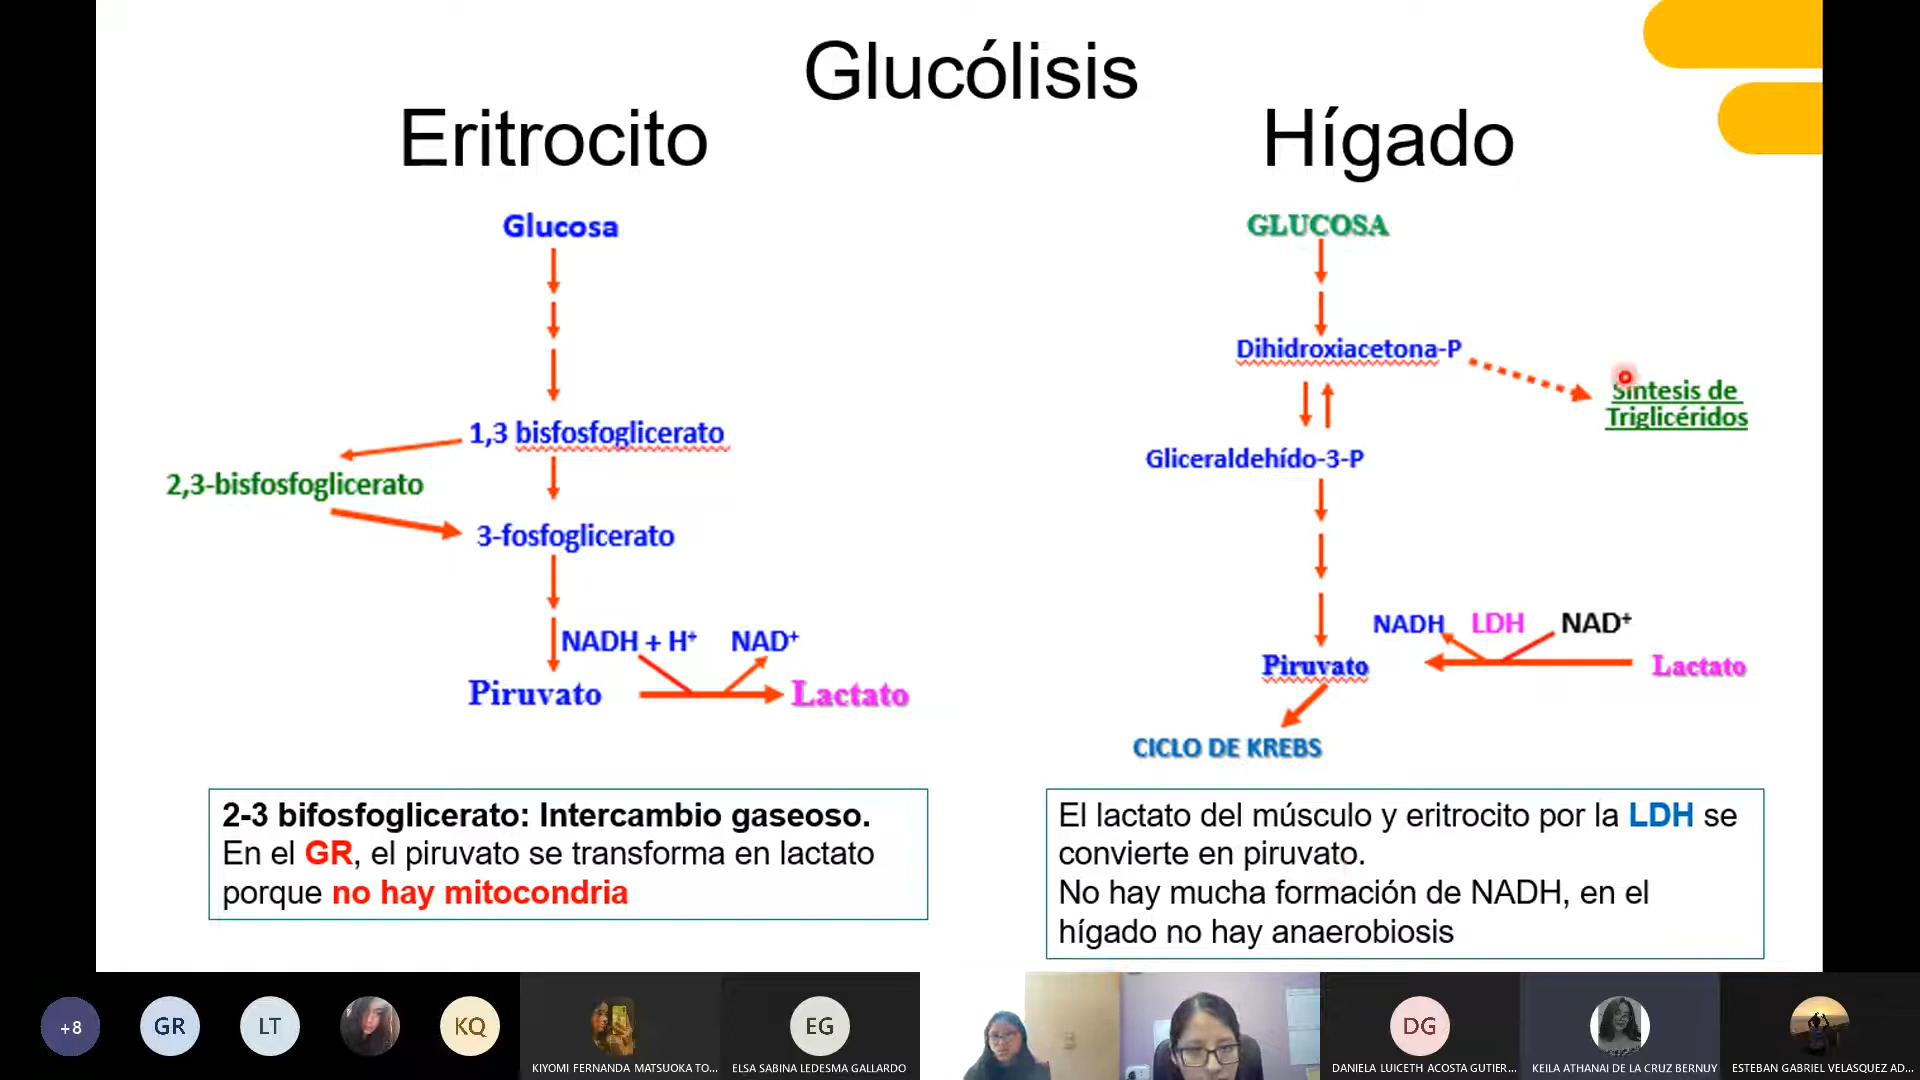 Glucólisis
Eritrocito
Hígado
Glucosa
1,3 bisfosfoglicerato
2,3-bisfosfoglicerato
3-fosfoglicerato
NADH + H⁺ NAD⁺
Piruvato
Lactato
2-3 bifosfoglicerato: Intercambio gaseoso.
En el GR, el piruvato se transforma en lactato
porque no hay mitocondria
GLUCOSA
Dihidroxiacetona-P
Síntesis de
Triglicéridos
Gliceraldehído-3-P
NADH LDH NAD⁺
Piruvato
Lactato
CICLO DE KREBS
El lactato del músculo y eritrocito por la LDH se
convierte en piruvato.
No hay mucha formación de NADH, en el
hígado no hay anaerobiosis
+8
GR
LT
KQ
KIYOMI FERNANDA MATSUOKA TO...
EG
ELSA SABINA LEDESMA GALLARDO
DG
DANIELA LUICETH ACOSTA GUTIER...
KEILA ATHANAI DE LA CRUZ BERNUY
ESTEBAN GABRIEL VELASQUEZ AD...